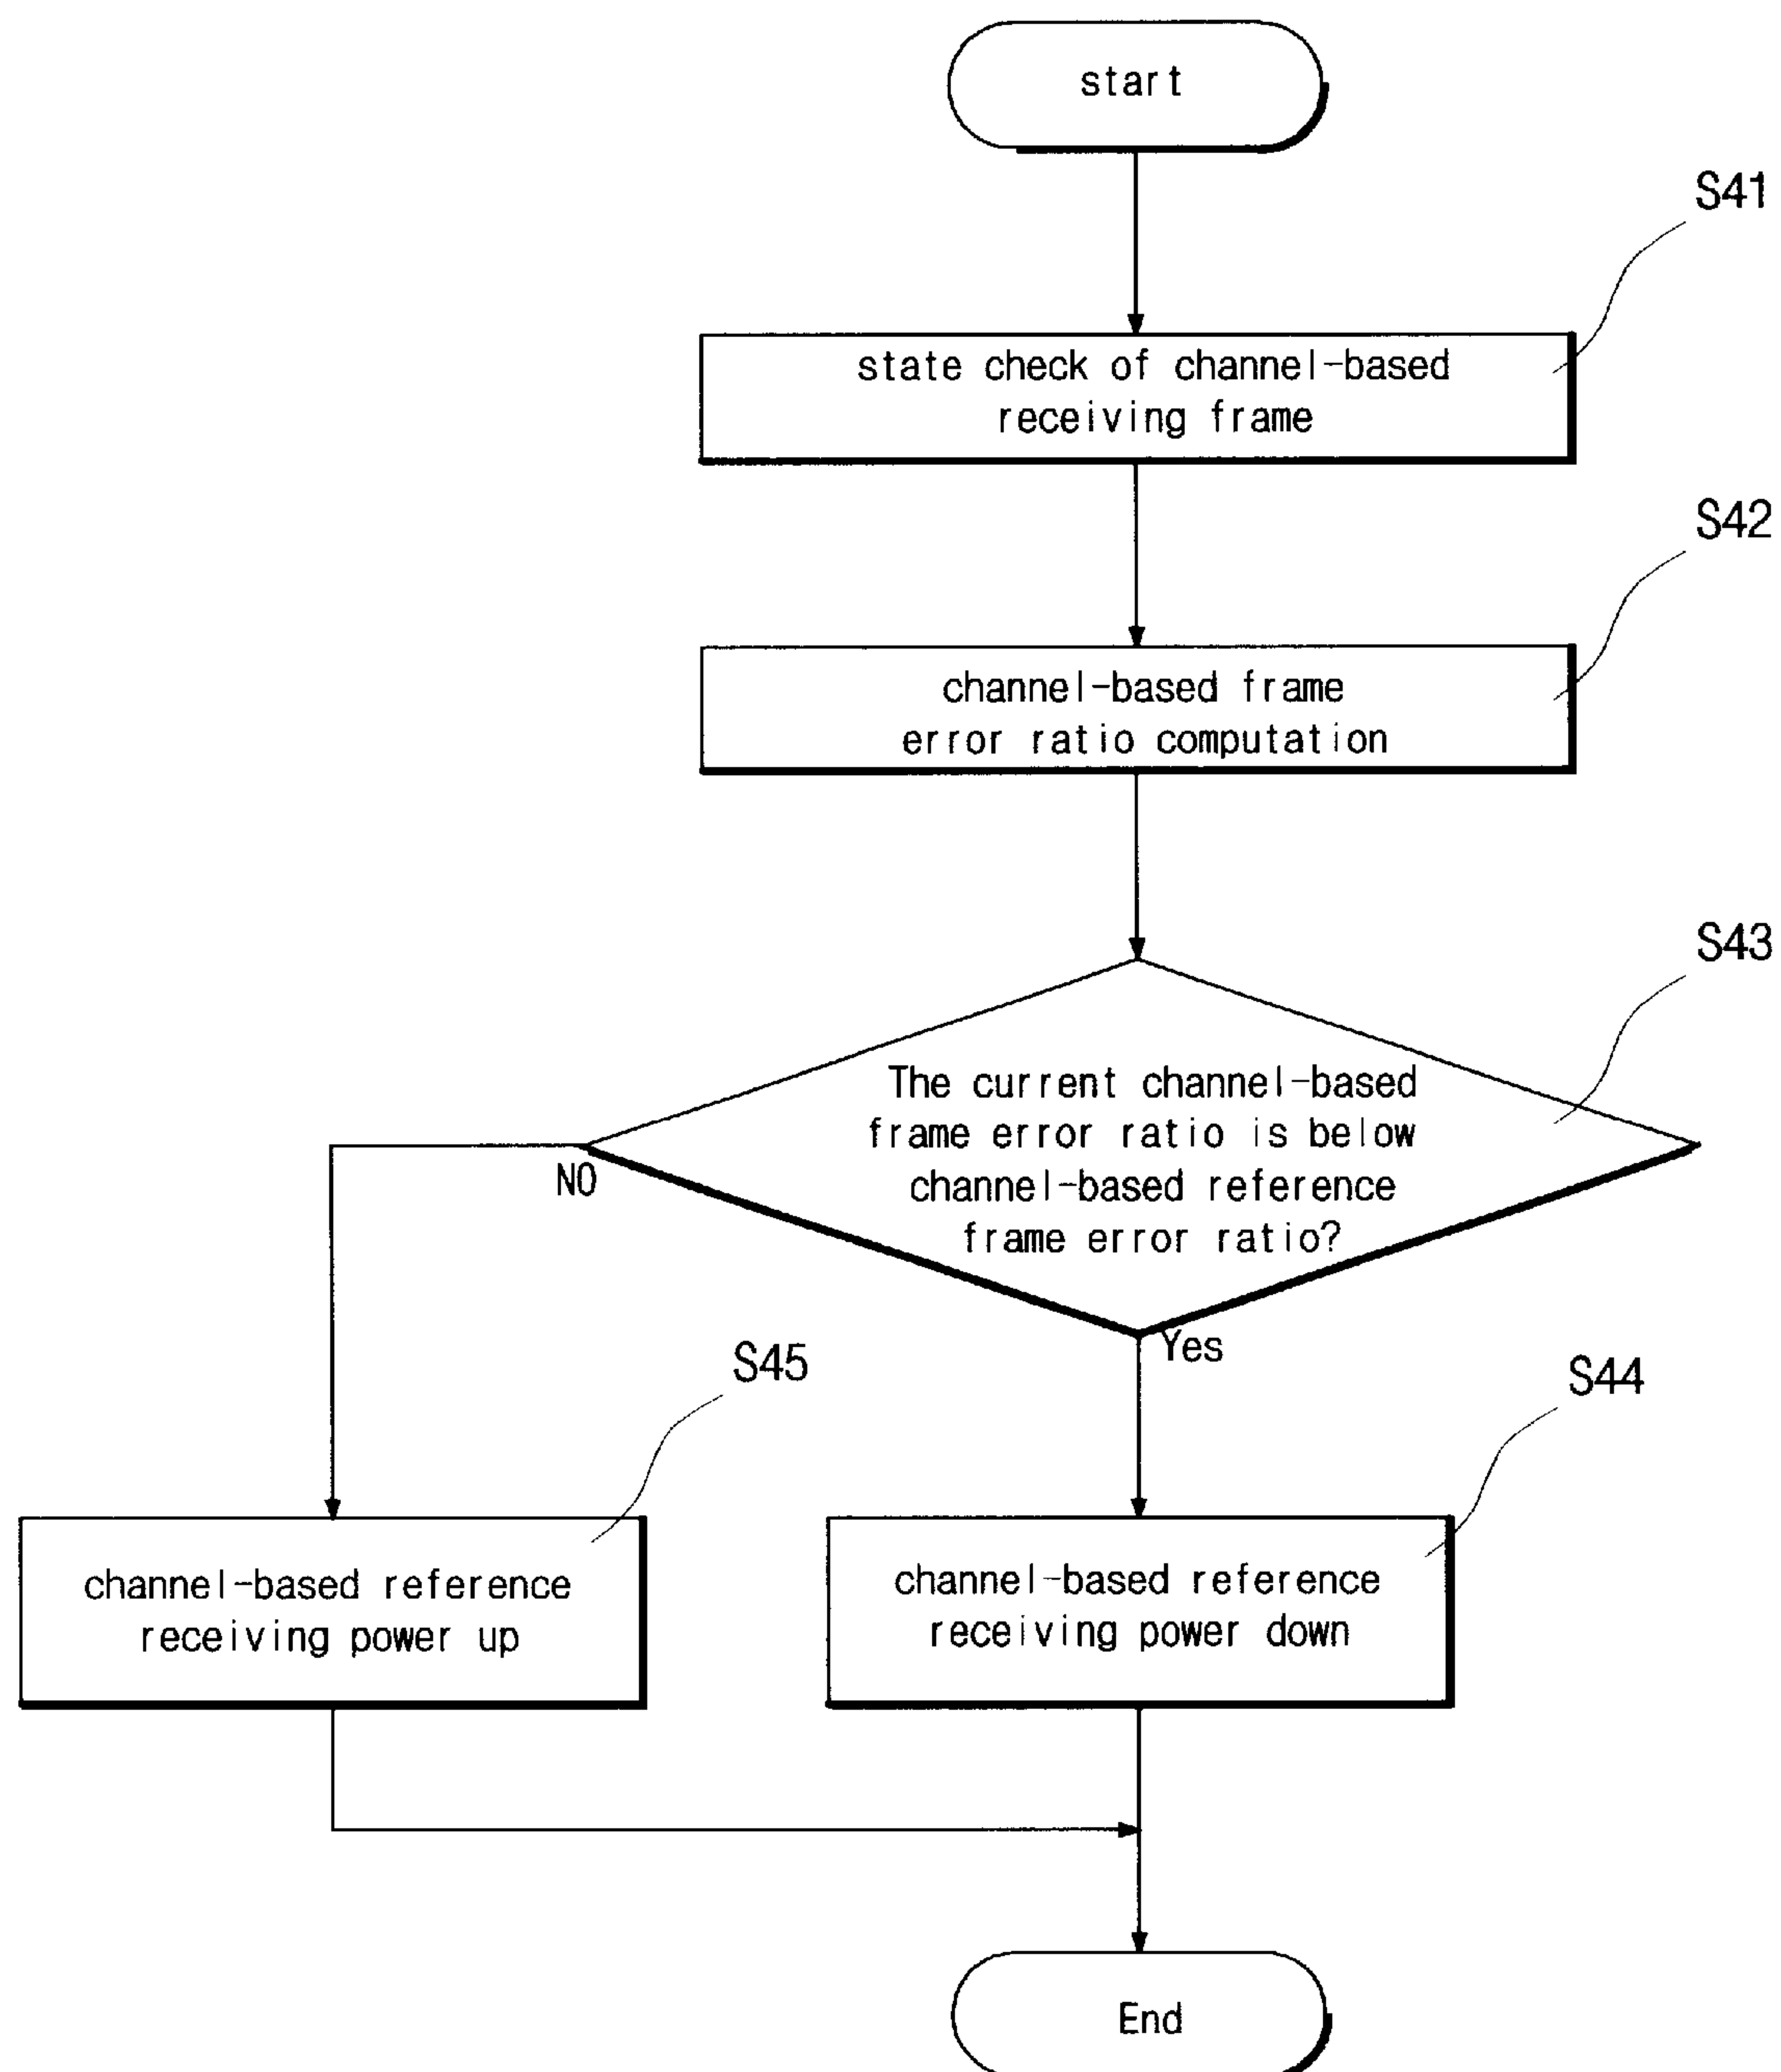 start
S41
state check of channel-based
receiving frame
S42
channel-based frame
error ratio computation
S43
The current channel-based
frame error ratio is below
channel-based reference
frame error ratio?
NO
Yes
S45
S44
channel-based reference
receiving power up
channel-based reference
receiving power down
End